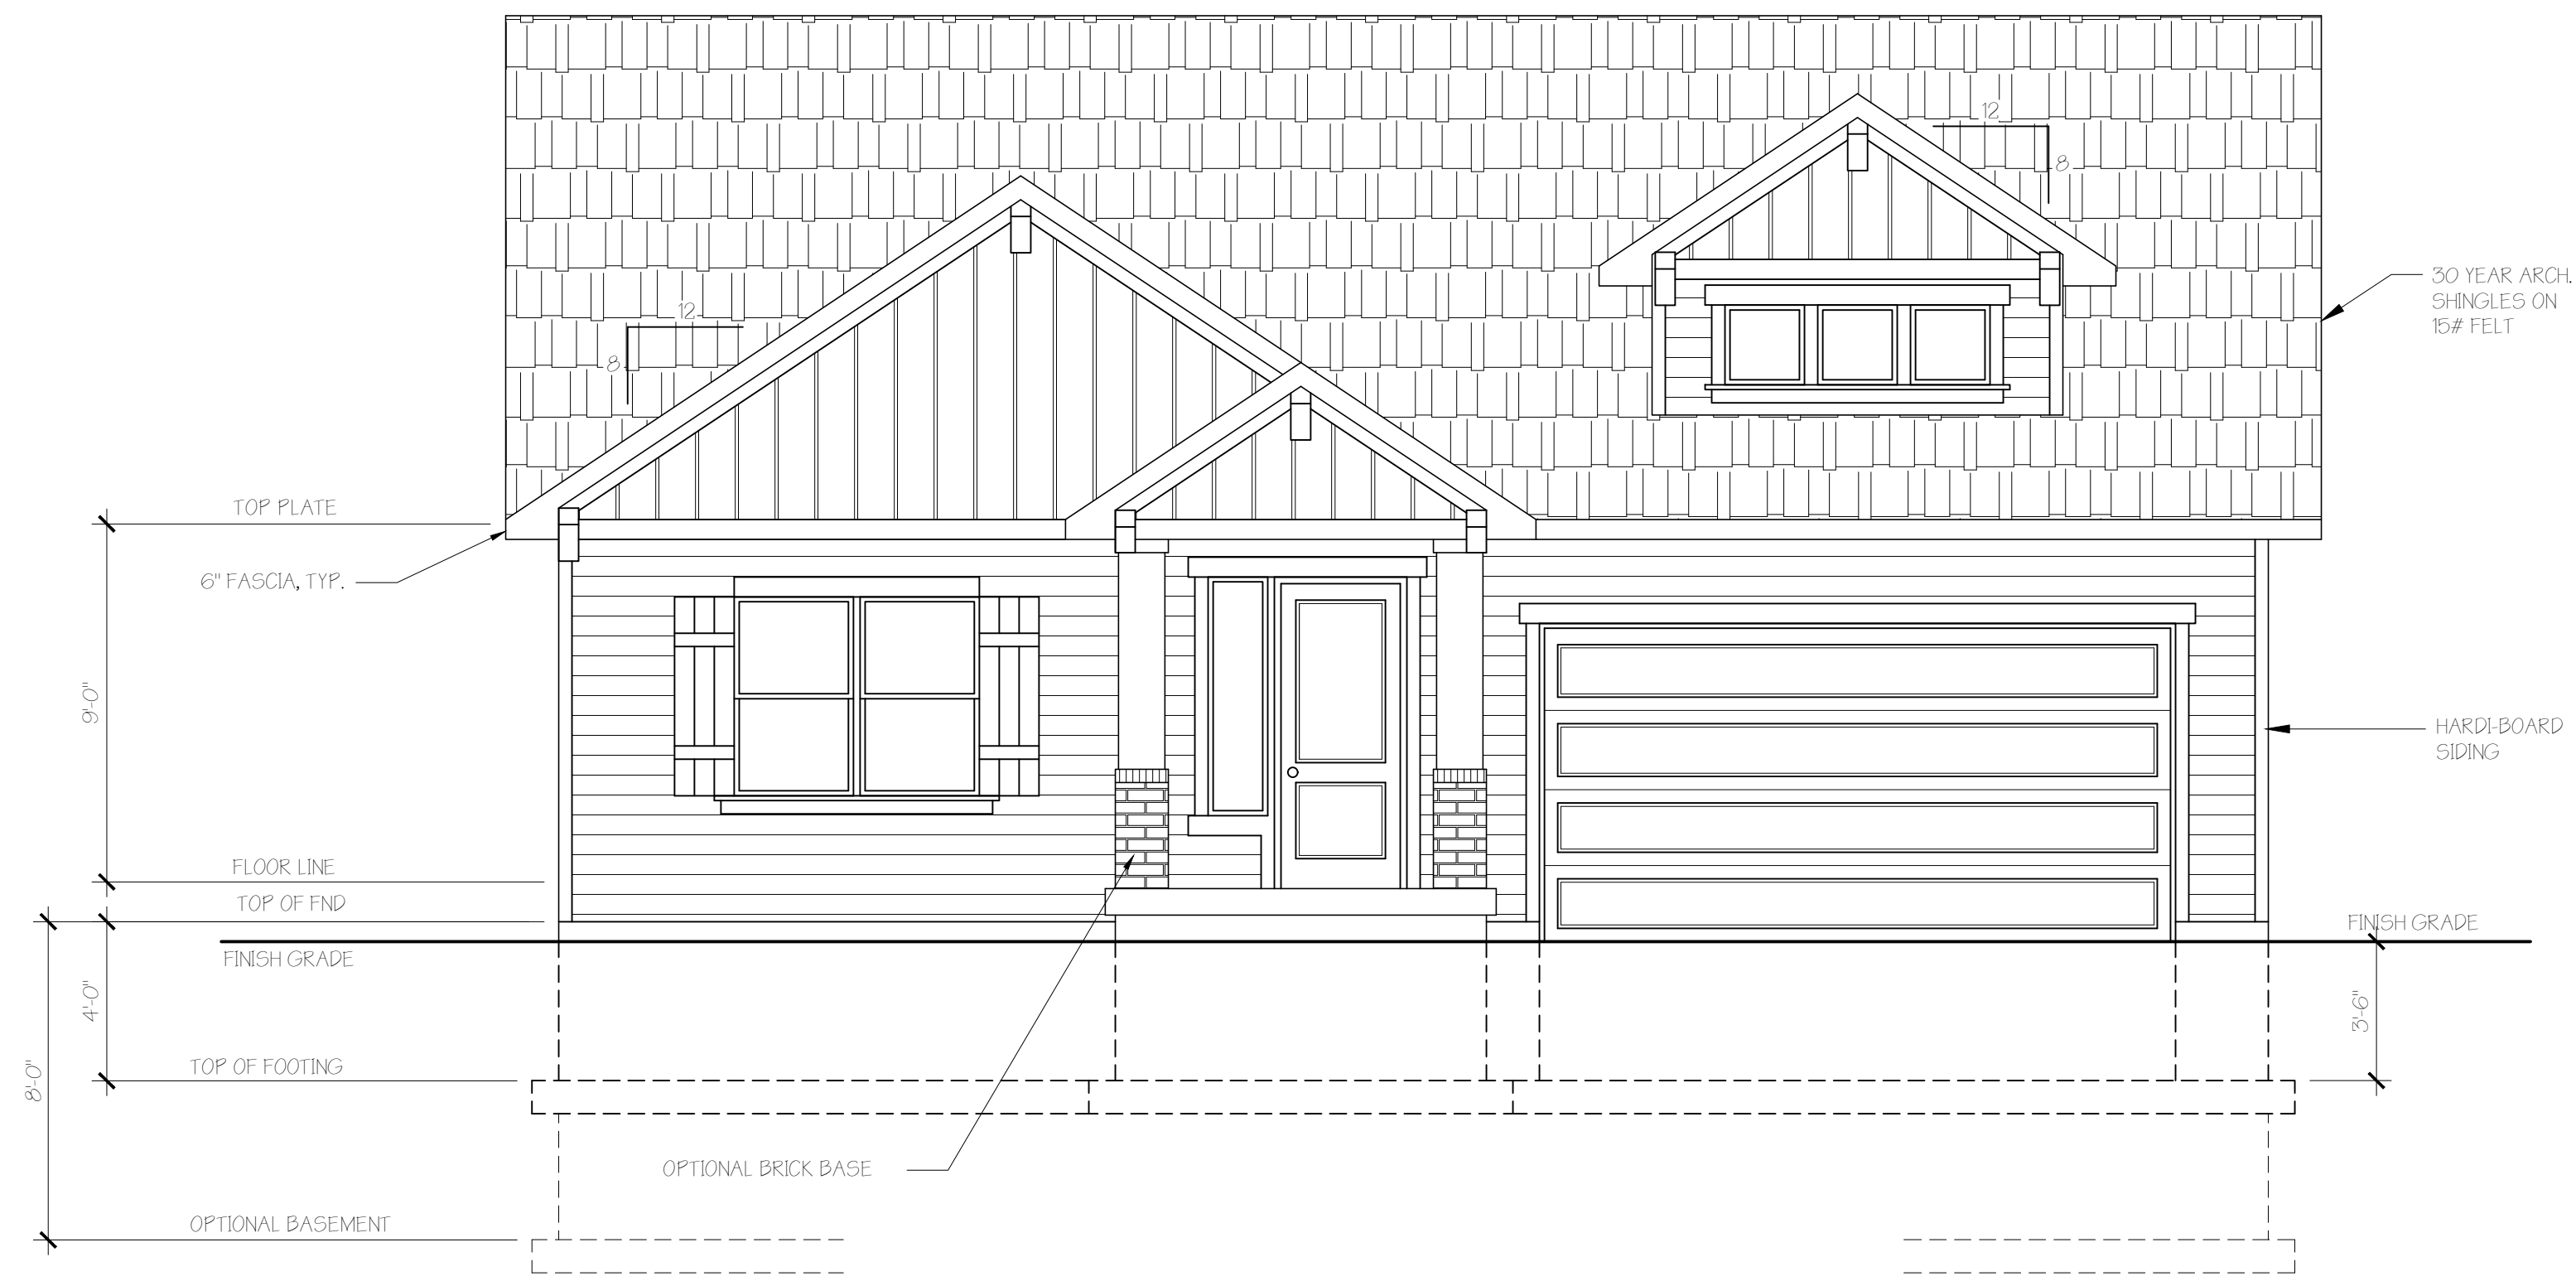 12
8
30 YEAR ARCH.
SHINGLES ON
15# FELT
12
8
TOP PLATE
6" FASCIA, TYP.
9'-0"
HARDI-BOARD
SIDING
FLOOR LINE
TOP OF FND
FINISH GRADE
FINISH GRADE
4'-0"
3'-6"
TOP OF FOOTING
8'-0"
OPTIONAL BRICK BASE
OPTIONAL BASEMENT